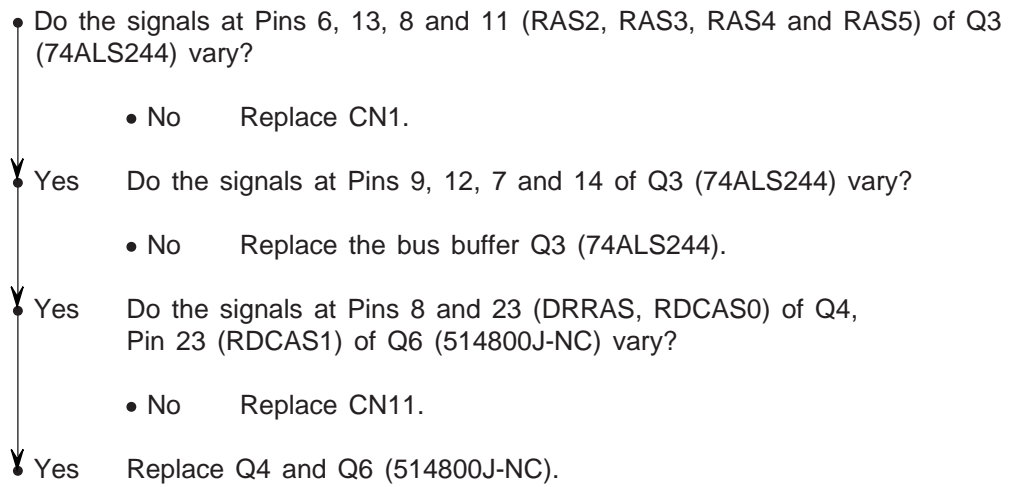 • Do the signals at Pins 6, 13, 8 and 11 (RAS2, RAS3, RAS4 and RAS5) of Q3
(74ALS244) vary?
• No Replace CN1.
• Yes Do the signals at Pins 9, 12, 7 and 14 of Q3 (74ALS244) vary?
• No Replace the bus buffer Q3 (74ALS244).
• Yes Do the signals at Pins 8 and 23 (DRRAS, RDCAS0) of Q4,
Pin 23 (RDCAS1) of Q6 (514800J-NC) vary?
• No Replace CN11.
• Yes Replace Q4 and Q6 (514800J-NC).